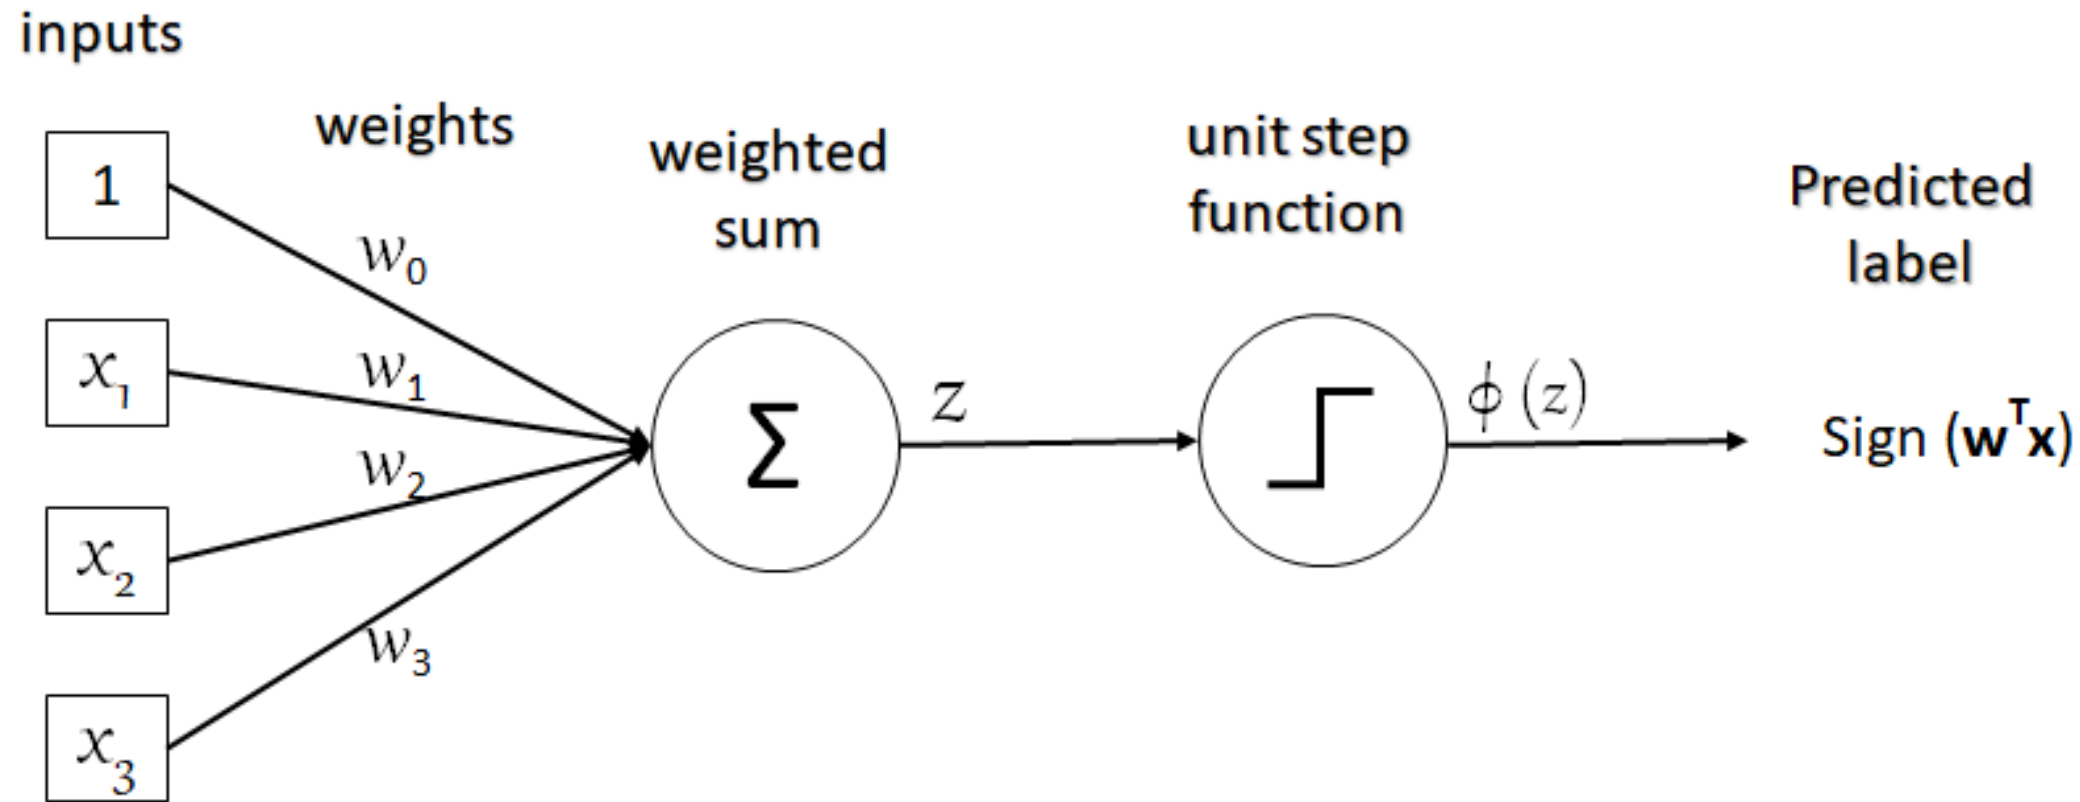 inputs
weights
weighted
sum
unit step
function
Predicted
label
1
x₁
x₂
x₃
w₀
w₁
w₂
w₃
Σ
z
ϕ (z)
Sign (wᵀx)